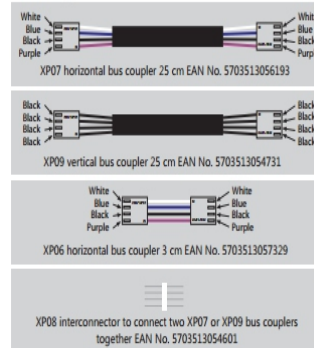 White White
Blue Blue
Black Black
Purple Purple
XP07 horizontal bus coupler 25 cm EAN No. 5703513056193
Black Black
Black Black
Black Black
Black Black
XP09 vertical bus coupler 25 cm EAN No. 5703513054731
White White
Blue Blue
Black Black
Purple Purple
XP06 horizontal bus coupler 3 cm EAN No. 5703513057329
XP08 interconnector to connect two XP07 or XP09 bus couplers
together EAN No. 5703513054601